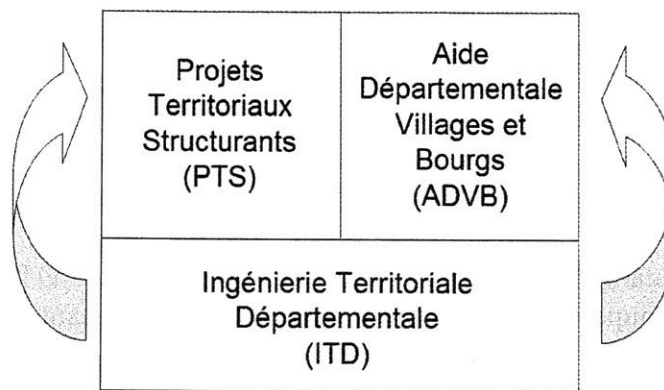 Projets
Territoriaux
Structurants
(PTS)
Aide
Départementale
Villages et
Bourgs
(ADVB)
Ingénierie Territoriale
Départementale
(ITD)